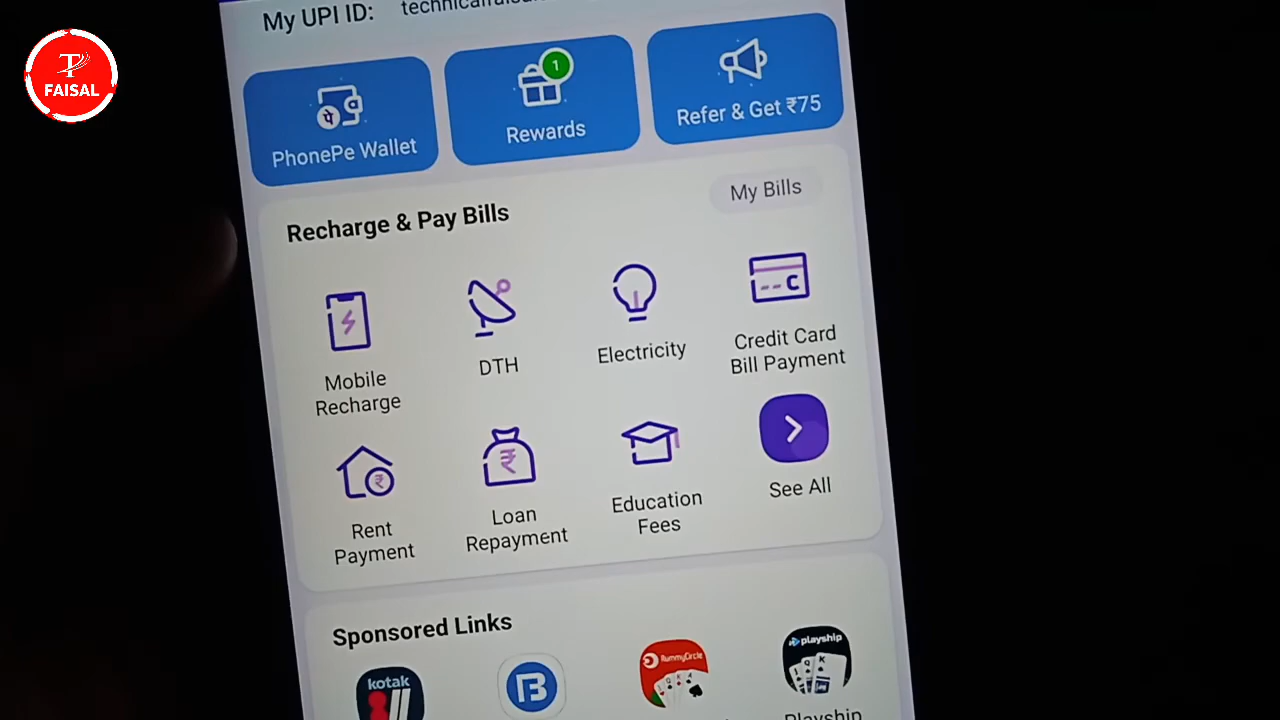 My UPI ID:
FAISAL
1
PhonePe Wallet
Rewards
Refer & Get ₹75
Recharge & Pay Bills
My Bills
C
Mobile
Recharge
DTH
Electricity
Credit Card
Bill Payment
₹
Rent
Payment
₹
Loan
Repayment
Education
Fees
See All
Sponsored Links
kotak
B
RummyCircle
playship
Playship